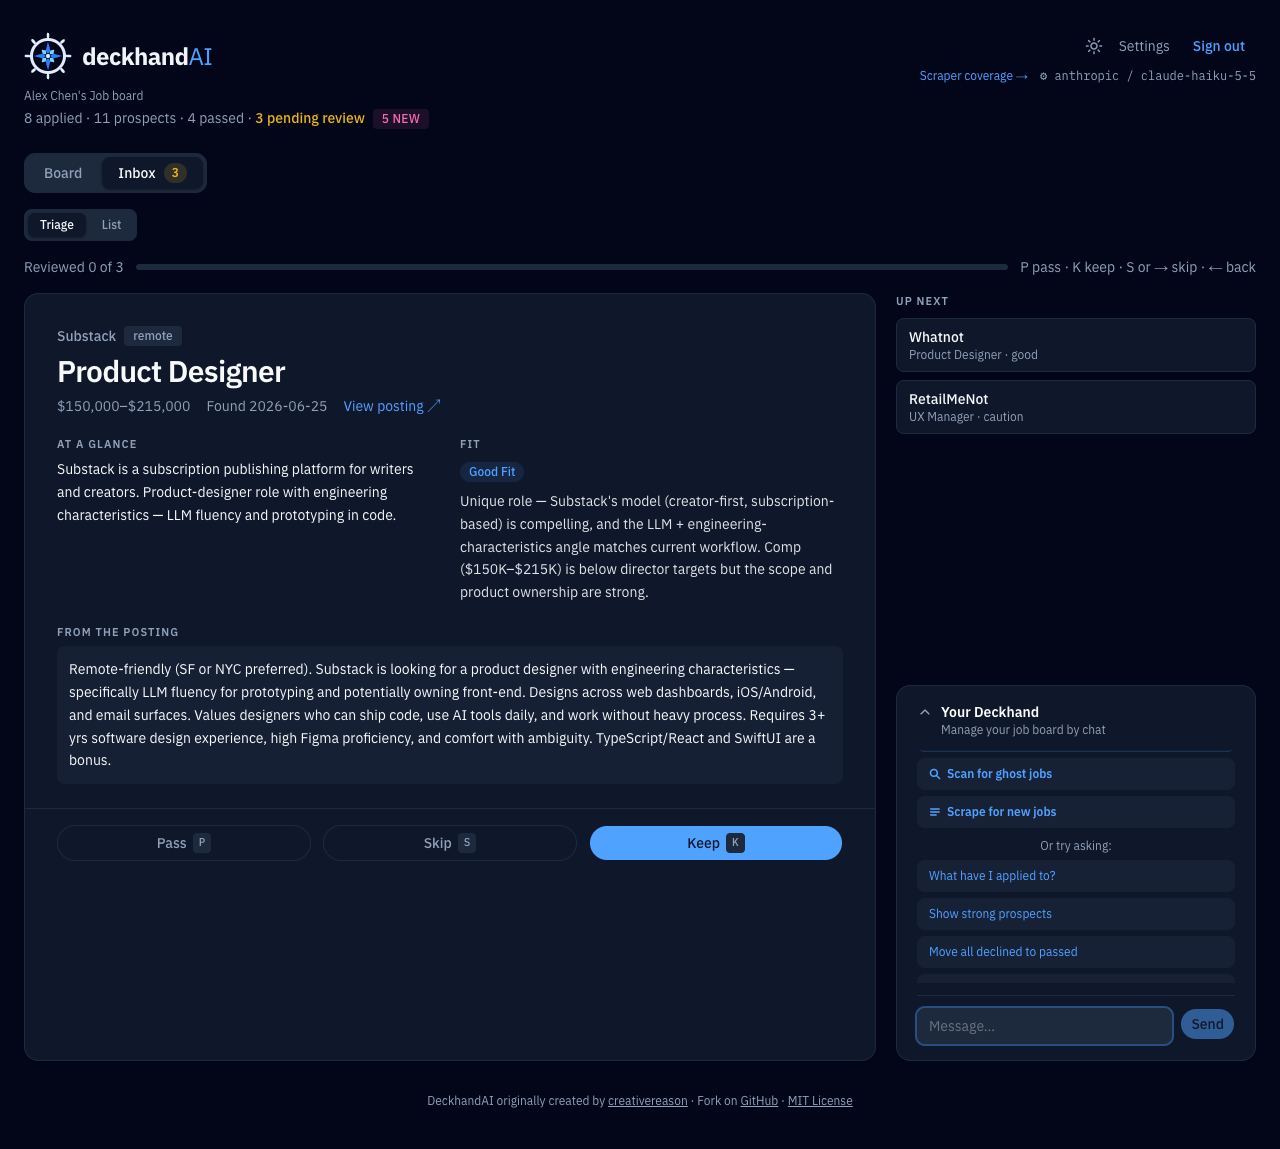 deckhandAI
Settings
Sign out
Scraper coverage →
⚙ anthropic / claude-haiku-5-5
Alex Chen's Job board
8 applied · 11 prospects · 4 passed · 3 pending review 5 NEW
Board
Inbox 3
Triage
List
Reviewed 0 of 3
P pass · K keep · S or → skip · ← back
Substack remote
Product Designer
$150,000–$215,000 Found 2026-06-25 View posting ↗
AT A GLANCE
Substack is a subscription publishing platform for writers
and creators. Product-designer role with engineering
characteristics — LLM fluency and prototyping in code.
FIT
Good Fit
Unique role — Substack's model (creator-first, subscription-
based) is compelling, and the LLM + engineering-
characteristics angle matches current workflow. Comp
($150K–$215K) is below director targets but the scope and
product ownership are strong.
FROM THE POSTING
Remote-friendly (SF or NYC preferred). Substack is looking for a product designer with engineering characteristics —
specifically LLM fluency for prototyping and potentially owning front-end. Designs across web dashboards, iOS/Android,
and email surfaces. Values designers who can ship code, use AI tools daily, and work without heavy process. Requires 3+
yrs software design experience, high Figma proficiency, and comfort with ambiguity. TypeScript/React and SwiftUI are a
bonus.
Pass P
Skip S
Keep K
UP NEXT
Whatnot
Product Designer · good
RetailMeNot
UX Manager · caution
Your Deckhand
Manage your job board by chat
Scan for ghost jobs
Scrape for new jobs
Or try asking:
What have I applied to?
Show strong prospects
Move all declined to passed
Message...
Send
DeckhandAI originally created by creativereason · Fork on GitHub · MIT License